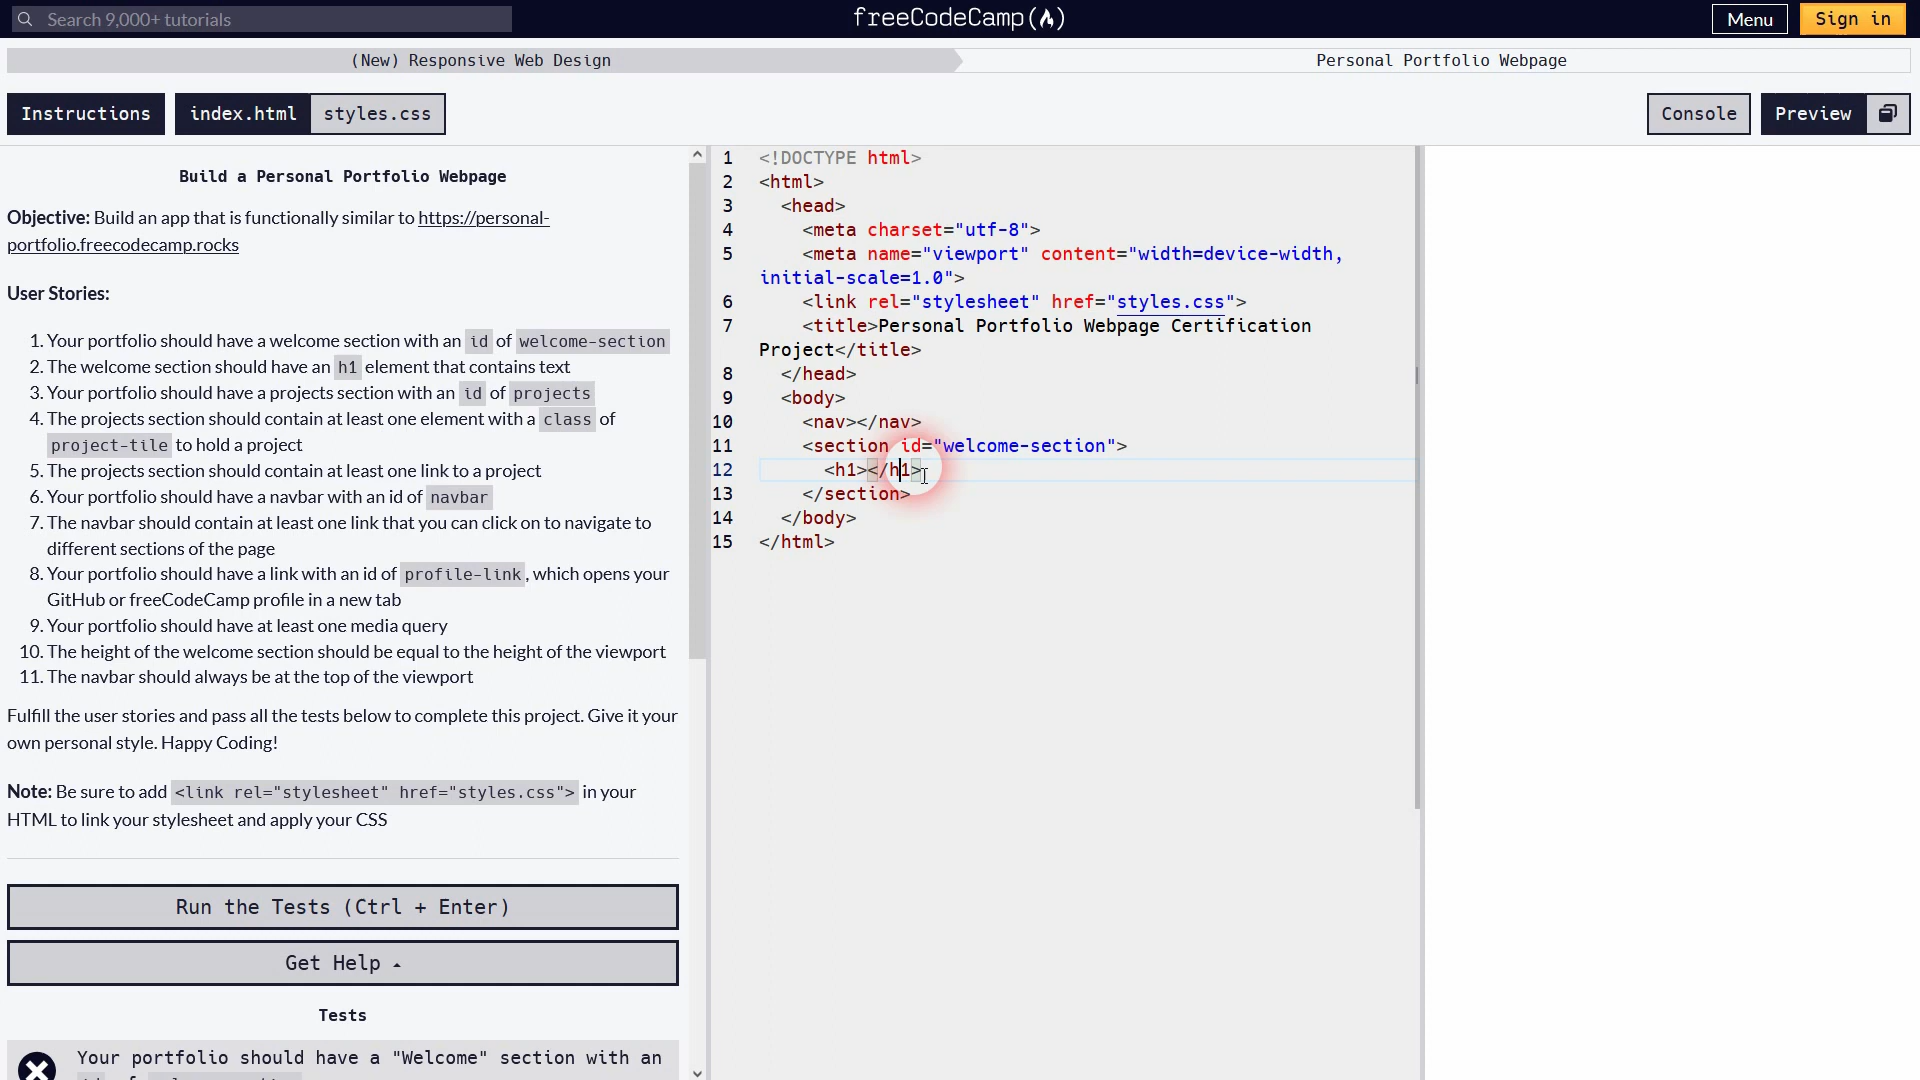 Search 9,000+ tutorials
freeCodeCamp
Menu
Sign in
(New) Responsive Web Design
Personal Portfolio Webpage
Instructions
index.html
styles.css
Console
Preview
Build a Personal Portfolio Webpage
Objective: Build an app that is functionally similar to https://personal-
portfolio.freecodecamp.rocks
User Stories:
1. Your portfolio should have a welcome section with an id of welcome-section
2. The welcome section should have an h1 element that contains text
3. Your portfolio should have a projects section with an id of projects
4. The projects section should contain at least one element with a class of
project-tile to hold a project
5. The projects section should contain at least one link to a project
6. Your portfolio should have a navbar with an id of navbar
7. The navbar should contain at least one link that you can click on to navigate to
different sections of the page
8. Your portfolio should have a link with an id of profile-link, which opens your
GitHub or freeCodeCamp profile in a new tab
9. Your portfolio should have at least one media query
10. The height of the welcome section should be equal to the height of the viewport
11. The navbar should always be at the top of the viewport
Fulfill the user stories and pass all the tests below to complete this project. Give it your
own personal style. Happy Coding!
Note: Be sure to add <link rel="stylesheet" href="styles.css"> in your
HTML to link your stylesheet and apply your CSS
Run the Tests (Ctrl + Enter)
Get Help
Tests
Your portfolio should have a "Welcome" section with an
1 <!DOCTYPE html>
2 <html>
3 <head>
4 <meta charset="utf-8">
5 <meta name="viewport" content="width=device-width,
initial-scale=1.0">
6 <link rel="stylesheet" href="styles.css">
7 <title>Personal Portfolio Webpage Certification
Project</title>
8 </head>
9 <body>
10 <nav></nav>
11 <section id="welcome-section">
12 <h1></h1>
13 </section>
14 </body>
15 </html>